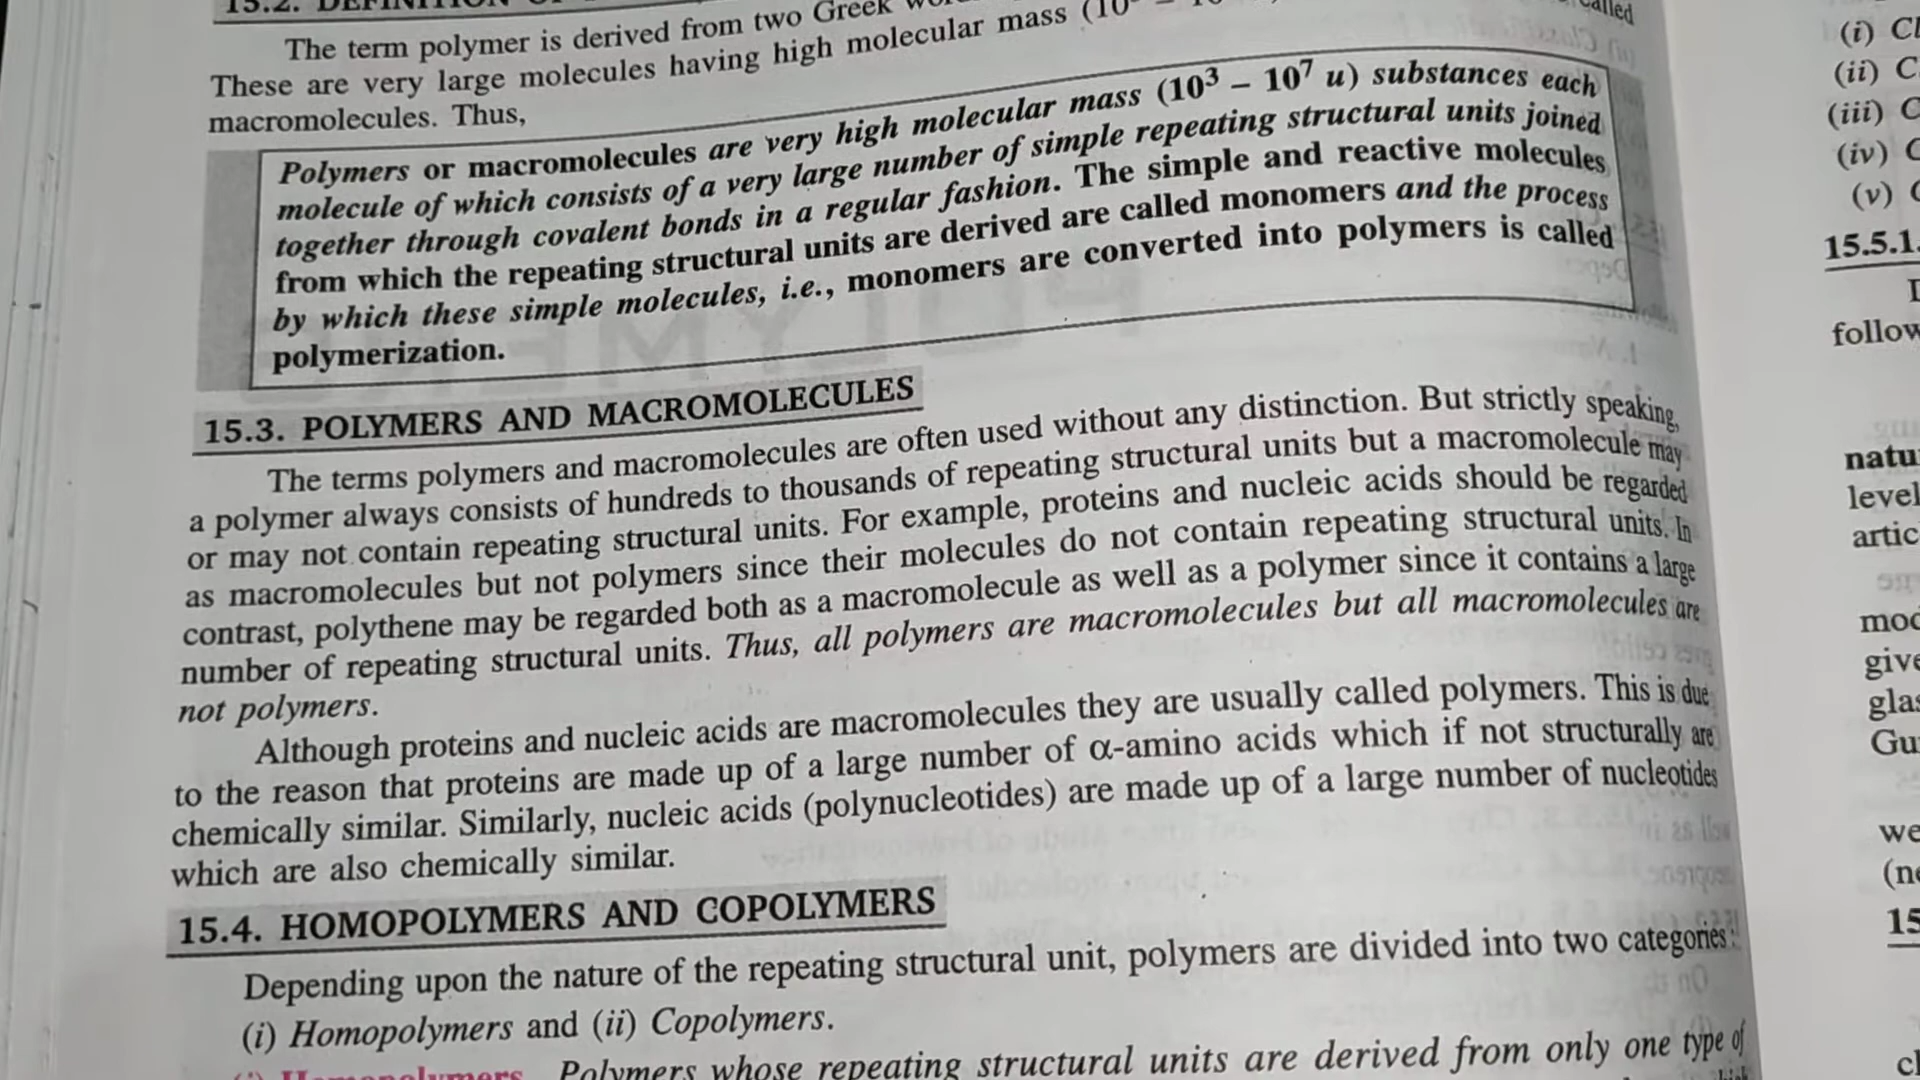 15.2. DEFINITION OF
The term polymer is derived from two Greek
These are very large molecules having high molecular mass
called
macromolecules. Thus,
Polymers or macromolecules are very high molecular mass (10³ – 10⁷ u) substances each
molecule of which consists of a very large number of simple repeating structural units joined
together through covalent bonds in a regular fashion. The simple and reactive molecules
from which the repeating structural units are derived are called monomers and the process
by which these simple molecules, i.e., monomers are converted into polymers is called
polymerization.
15.3. POLYMERS AND MACROMOLECULES
The terms polymers and macromolecules are often used without any distinction. But strictly speaking,
a polymer always consists of hundreds to thousands of repeating structural units but a macromolecule may
or may not contain repeating structural units. For example, proteins and nucleic acids should be regarded
as macromolecules but not polymers since their molecules do not contain repeating structural units. In
contrast, polythene may be regarded both as a macromolecule as well as a polymer since it contains a large
number of repeating structural units. Thus, all polymers are macromolecules but all macromolecules are
not polymers.
Although proteins and nucleic acids are macromolecules they are usually called polymers. This is due
to the reason that proteins are made up of a large number of α-amino acids which if not structurally are
chemically similar. Similarly, nucleic acids (polynucleotides) are made up of a large number of nucleotides
which are also chemically similar.
15.4. HOMOPOLYMERS AND COPOLYMERS
Depending upon the nature of the repeating structural unit, polymers are divided into two categories:
(i) Homopolymers and (ii) Copolymers.
(i) Homopolymers. Polymers whose repeating structural units are derived from only one type of
(i)
(ii)
(iii)
(iv)
(v)
15.5.1.